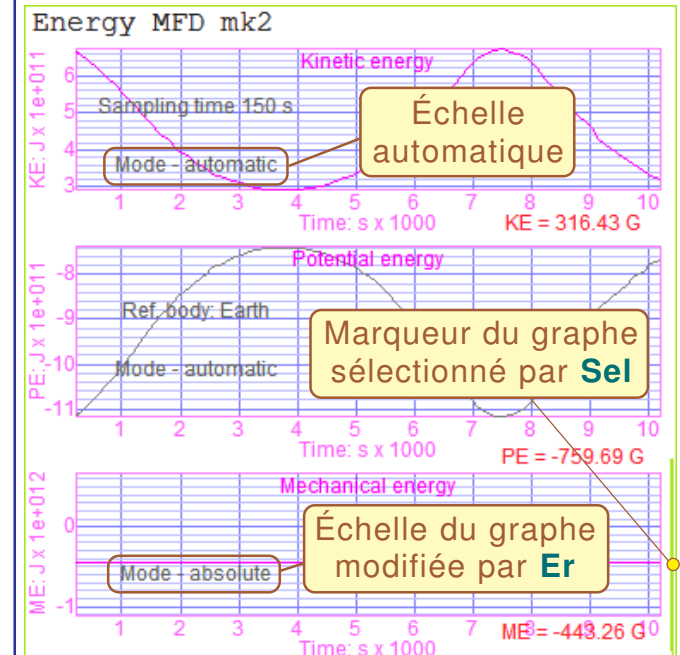 Energy MFD mk2
Kinetic energy
KE: J x 1e+011
6
5
4
3
Sampling time 150 s
Mode - automatic
Échelle
automatique
1 2 3 4 5 6 7 8 9 10
Time: s x 1000
KE = 316.43 G
Potential energy
PE: J x 1e+011
-8
-9
-10
-11
Ref. body: Earth
Mode - automatic
Marqueur du graphe
sélectionné par Sel
1 2 3 4 5 6 7 8 9 10
Time: s x 1000
PE = -759.69 G
Mechanical energy
ME: J x 1e+012
0
-1
Mode - absolute
Échelle du graphe
modifiée par Er
1 2 3 4 5 6 7 8 9 10
Time: s x 1000
ME = -443.26 G